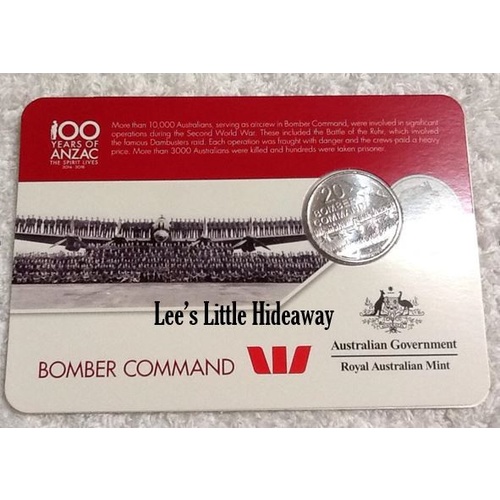 100
YEARS OF
ANZAC
THE SPIRIT LIVES
2014 - 2018
More than 10,000 Australians, serving as aircrew in Bomber Command, were involved in significant
operations during the Second World War. These included the Battle of the Ruhr, which involved
the famous Dambusters raid. Each operation was fraught with danger and the crews paid a heavy
price. More than 3000 Australians were killed and hundreds were taken prisoner.
20
BOMBER
COMMAND
Lee's Little Hideaway
BOMBER COMMAND
Australian Government
Royal Australian Mint